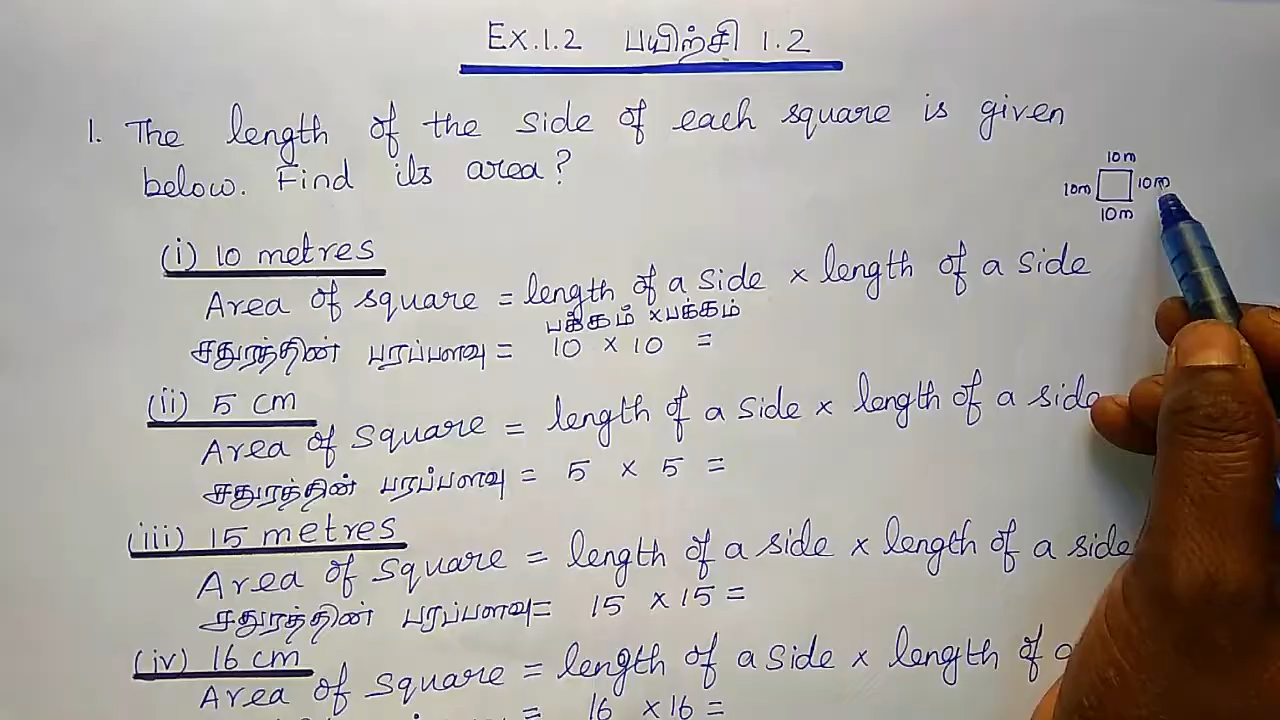 Ex.1.2 பயிற்சி 1.2
1. The length of the side of each square is given
below. Find its area?
10m
10m 10m
10m
(i) 10 metres
Area of square = length of a side × length of a side
பக்கம் × பக்கம்
சதுரத்தின் பரப்பளவு = 10 × 10 =
(ii) 5 cm
Area of square = length of a side × length of a side
சதுரத்தின் பரப்பளவு = 5 × 5 =
(iii) 15 metres
Area of square = length of a side × length of a side
சதுரத்தின் பரப்பளவு = 15 × 15 =
(iv) 16 cm
Area of square = length of a side × length of
= 16 × 16 =